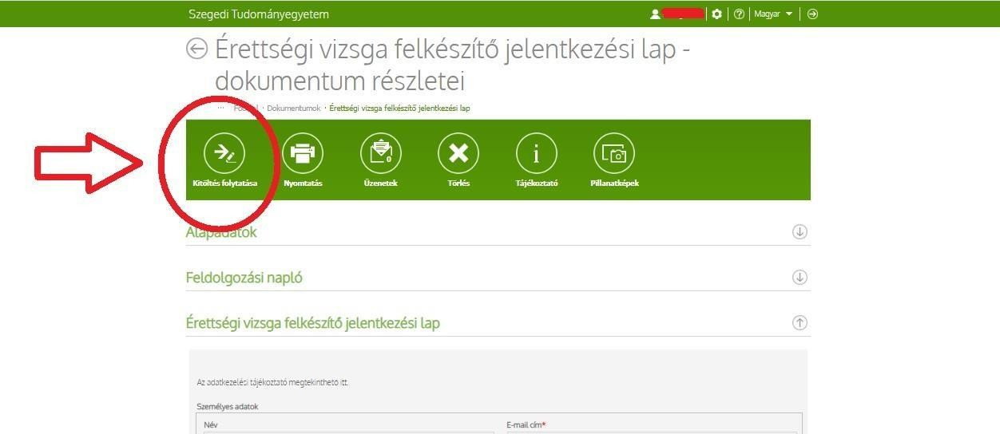 Szegedi Tudományegyetem
Magyar
Érettségi vizsga felkészítő jelentkezési lap -
dokumentum részletei
... · Dokumentumok · Érettségi vizsga felkészítő jelentkezési lap
Kitöltés folytatása Nyomtatás Üzenetek Törlés Tájékoztató Pillanatképek
0
Alapadatok
Feldolgozási napló
Érettségi vizsga felkészítő jelentkezési lap
Az adatkezelési tájékoztató megtekinthető itt.
Személyes adatok
Név E-mail cím*